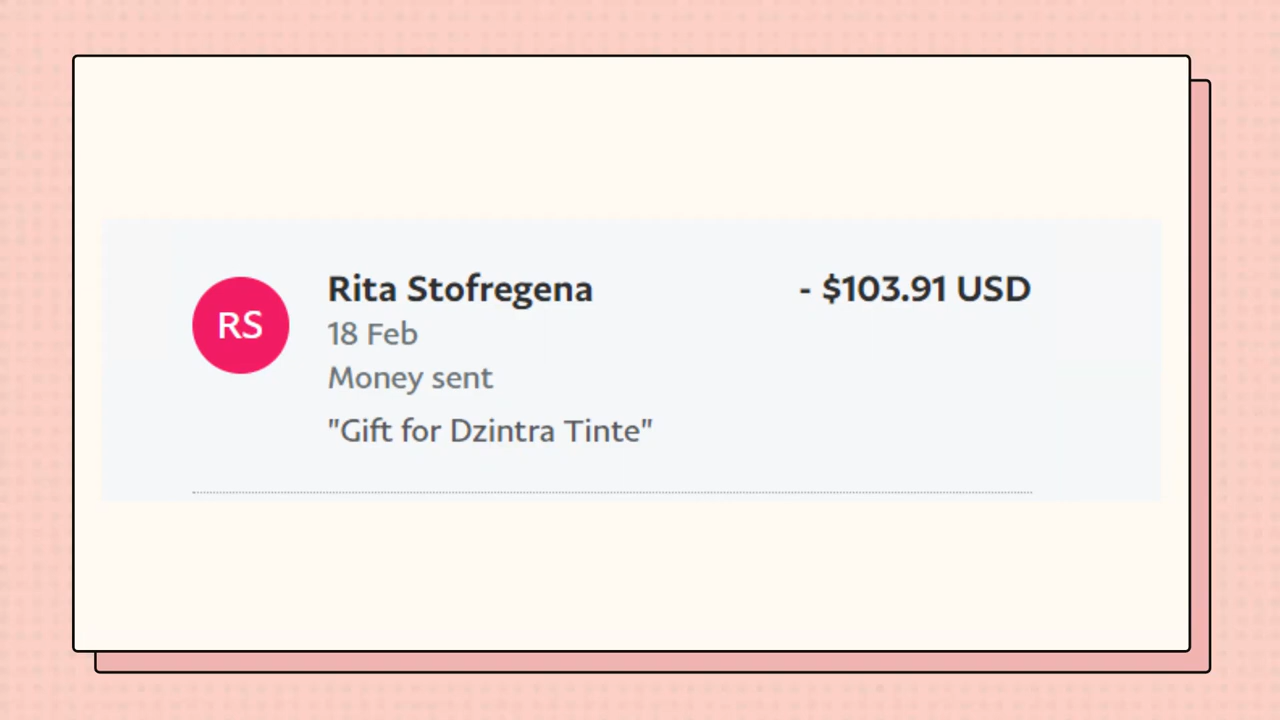 RS
Rita Stofregena
- $103.91 USD
18 Feb
Money sent
"Gift for Dzintra Tinte"